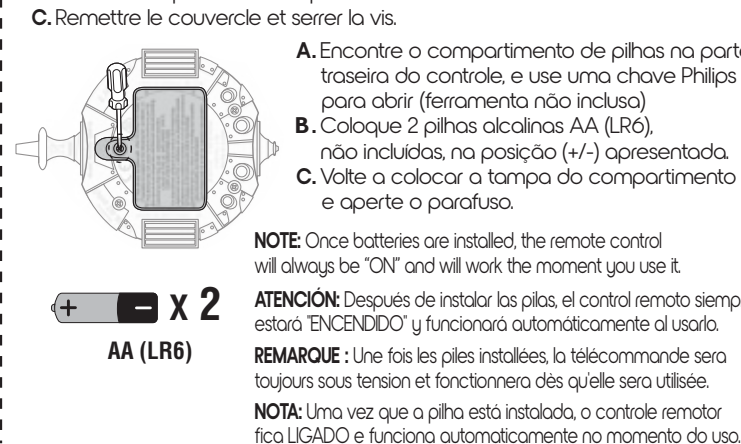 C. Remettre le couvercle et serrer la vis.
A. Encontre o compartimento de pilhas na
traseira do controle, e use uma chave Philips
para abrir (ferramenta não inclusa)
B. Coloque 2 pilhas alcalinas AA (LR6),
não incluídas, na posição (+/-) apresentada.
C. Volte a colocar a tampa do compartimento
e aperte o parafuso.
NOTE: Once batteries are installed, the remote control
will always be “ON” and will work the moment you use it.
+ - X 2
AA (LR6)
ATENCIÓN: Después de instalar las pilas, el control remoto siemp
estará "ENCENDIDO" y funcionará automáticamente al usarlo.
REMARQUE : Une fois les piles installées, la télécommande sera
toujours sous tension et fonctionnera dès qu'elle sera utilisée.
NOTA: Uma vez que a pilha está instalada, o controle remotor
fica LIGADO e funciona automaticamente no momento do uso.